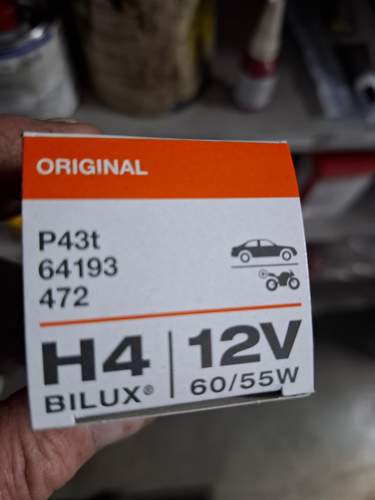 ORIGINAL
P43t
64193
472
H4
BILUX®
12V
60/55W